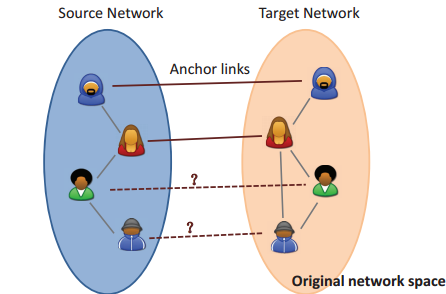 Source Network
Target Network
Anchor links
?
?
Original network space